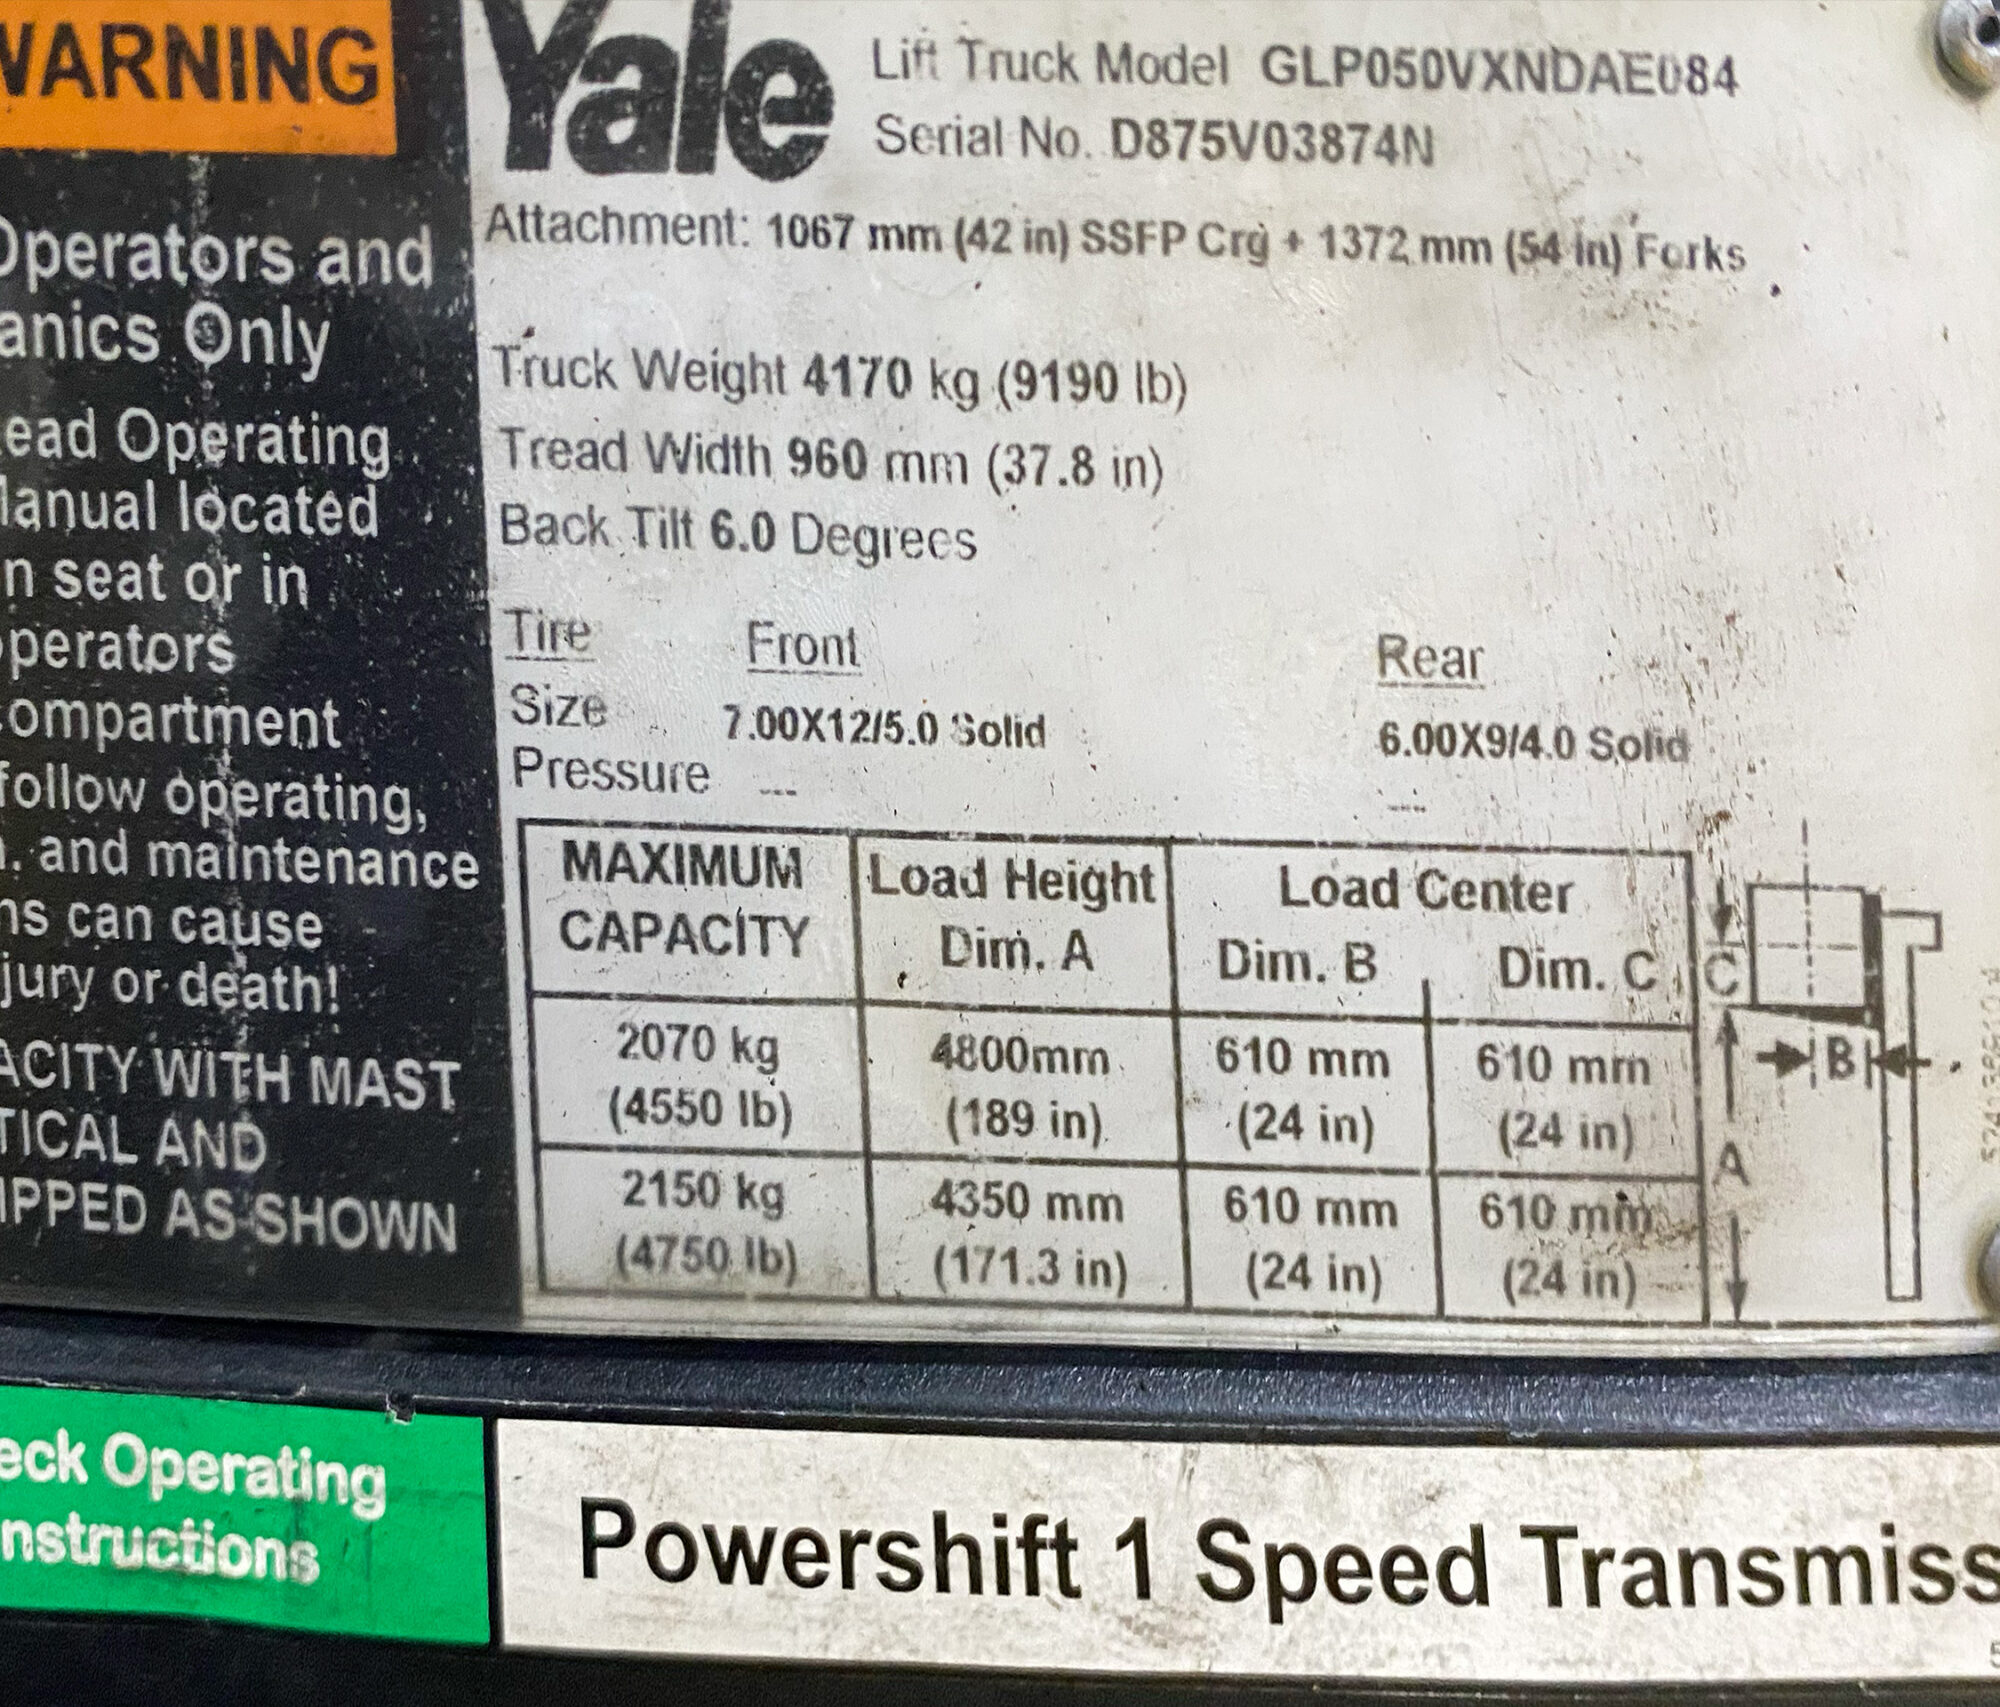 WARNING
Operators and
anics Only
ead Operating
Manual located
n seat or in
perators
compartment
follow operating,
, and maintenance
ns can cause
jury or death!
ACITY WITH MAST
TICAL AND
IPPED AS SHOWN
Yale
Lift Truck Model GLP050VXNDAE084
Serial No. D875V03874N
Attachment: 1067 mm (42 in) SSFP Crg + 1372 mm (54 in) Forks
Truck Weight 4170 kg (9190 lb)
Tread Width 960 mm (37.8 in)
Back Tilt 6.0 Degrees
Tire Front Rear
Size 7.00X12/5.0 Solid 6.00X9/4.0 Solid
Pressure --- ---
MAXIMUM CAPACITY Load Height Dim. A Load Center Dim. B Dim. C
2070 kg 4800mm 610 mm 610 mm
(4550 lb) (189 in) (24 in) (24 in)
2150 kg 4350 mm 610 mm 610 mm
(4750 lb) (171.3 in) (24 in) (24 in)
C
B
A
eck Operating
nstructions
Powershift 1 Speed Transmiss